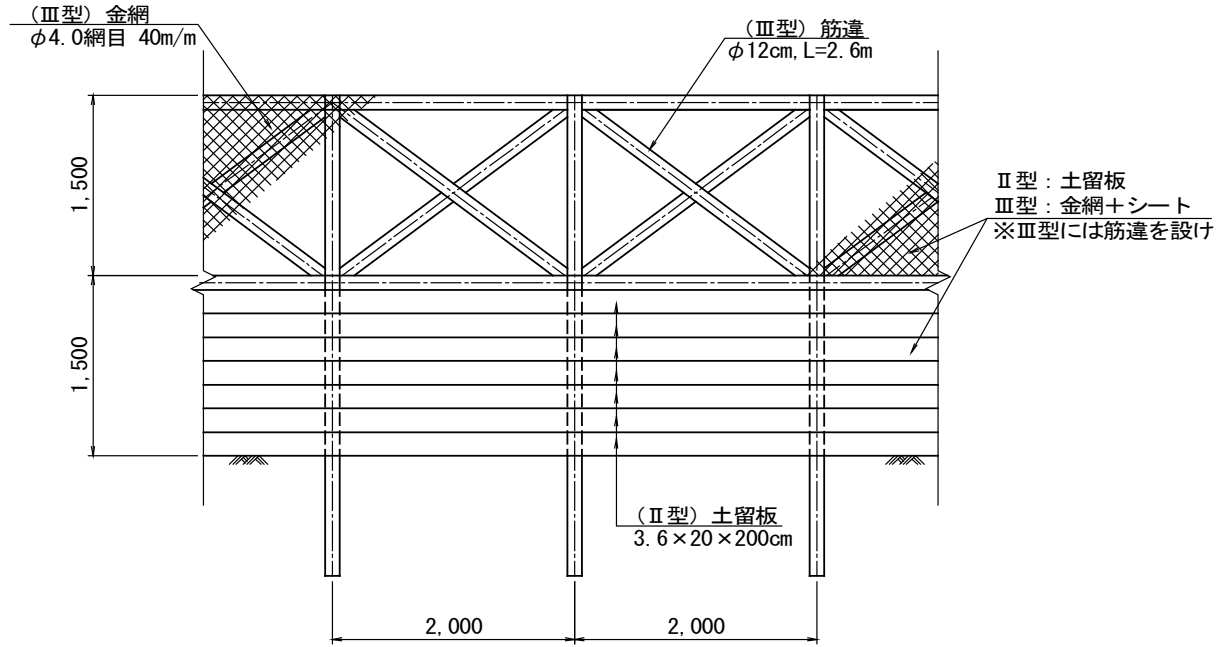 (Ⅲ型) 金網
φ4.0網目 40m/m
(Ⅲ型) 筋違
φ12cm,L=2.6m
Ⅱ型：土留板
Ⅲ型：金網＋シート
※Ⅲ型には筋違を設け
1,500
1,500
(Ⅱ型) 土留板
3.6×20×200cm
2,000
2,000